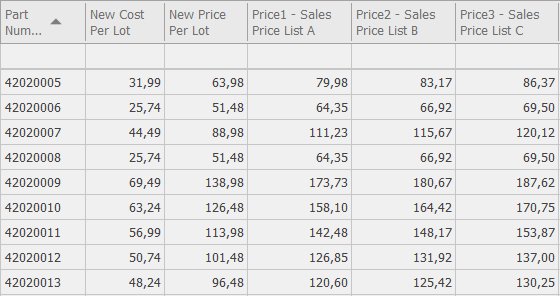 Part Num... New Cost Per Lot New Price Per Lot Price1 - Sales Price List A Price2 - Sales Price List B Price3 - Sales Price List C
42020005 31,99 63,98 79,98 83,17 86,37
42020006 25,74 51,48 64,35 66,92 69,50
42020007 44,49 88,98 111,23 115,67 120,12
42020008 25,74 51,48 64,35 66,92 69,50
42020009 69,49 138,98 173,73 180,67 187,62
42020010 63,24 126,48 158,10 164,42 170,75
42020011 56,99 113,98 142,48 148,17 153,87
42020012 50,74 101,48 126,85 131,92 137,00
42020013 48,24 96,48 120,60 125,42 130,25